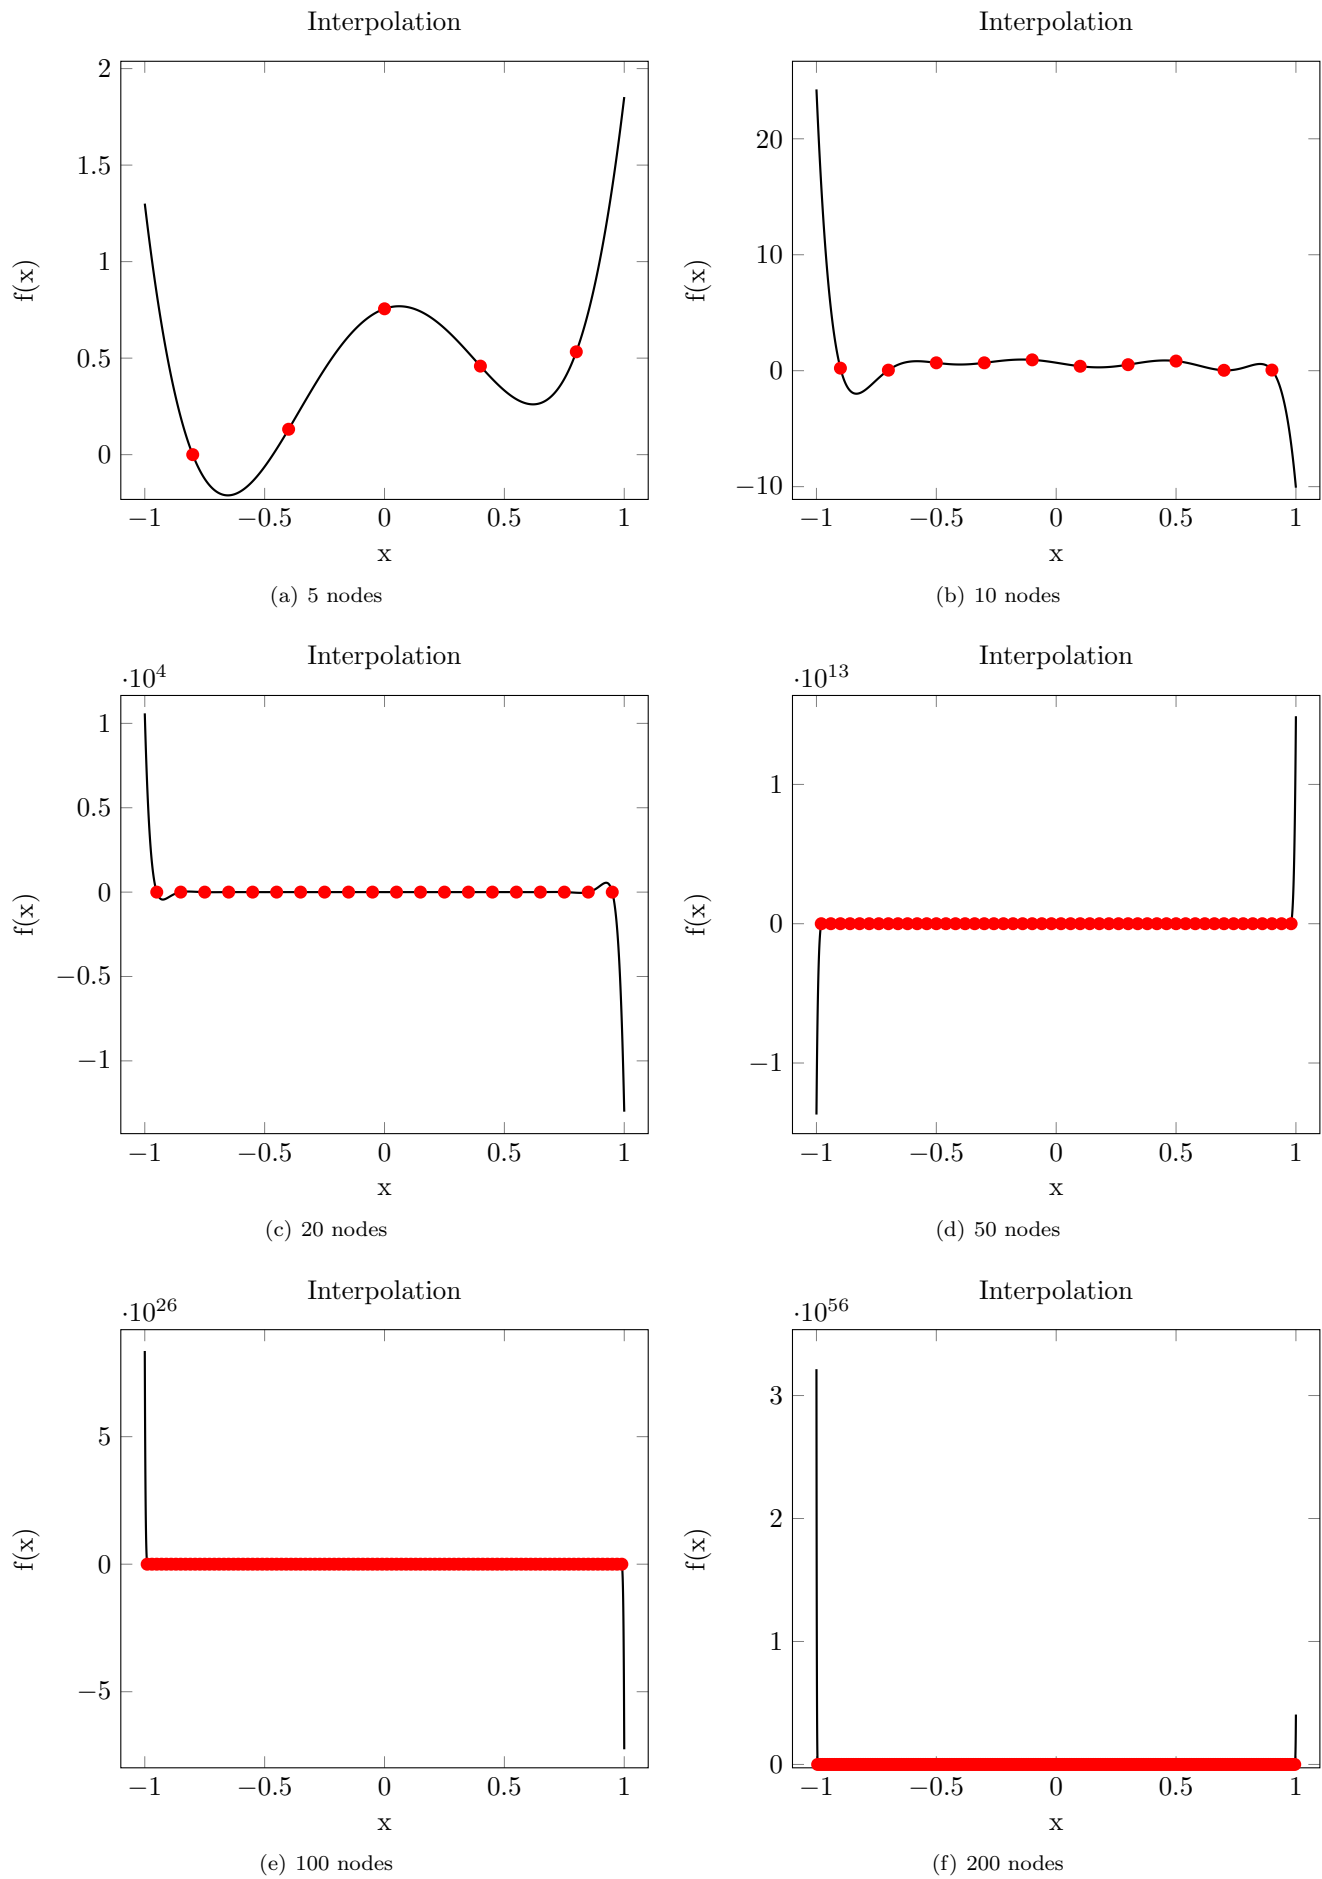 Interpolation
2
1.5
1
0.5
0
f(x)
−1 −0.5 0 0.5 1
x
(a) 5 nodes
Interpolation
20
10
0
−10
f(x)
−1 −0.5 0 0.5 1
x
(b) 10 nodes
Interpolation
·10^4
1
0.5
0
−0.5
−1
f(x)
−1 −0.5 0 0.5 1
x
(c) 20 nodes
Interpolation
·10^13
1
0
−1
f(x)
−1 −0.5 0 0.5 1
x
(d) 50 nodes
Interpolation
·10^26
5
0
−5
f(x)
−1 −0.5 0 0.5 1
x
(e) 100 nodes
Interpolation
·10^56
3
2
1
0
f(x)
−1 −0.5 0 0.5 1
x
(f) 200 nodes